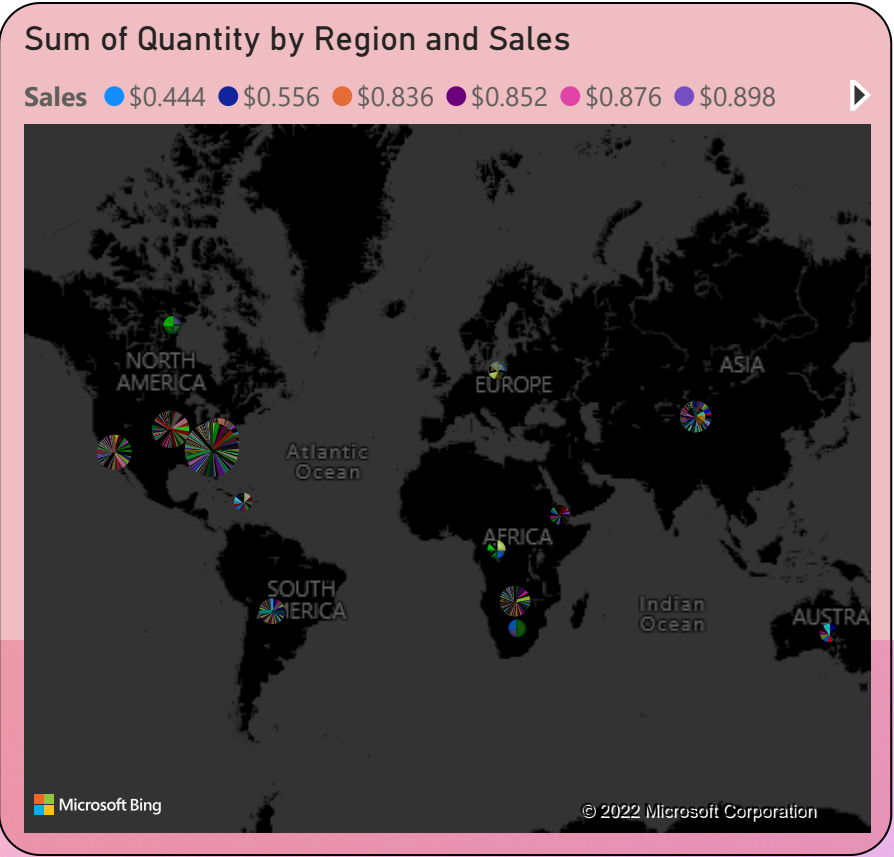 Sum of Quantity by Region and Sales
Sales $0.444 $0.556 $0.836 $0.852 $0.876 $0.898
NORTH
AMERICA
EUROPE
ASIA
Atlantic
Ocean
AFRICA
SOUTH
ERICA
Indian
Ocean
AUSTRA
Microsoft Bing
© 2022 Microsoft Corporation